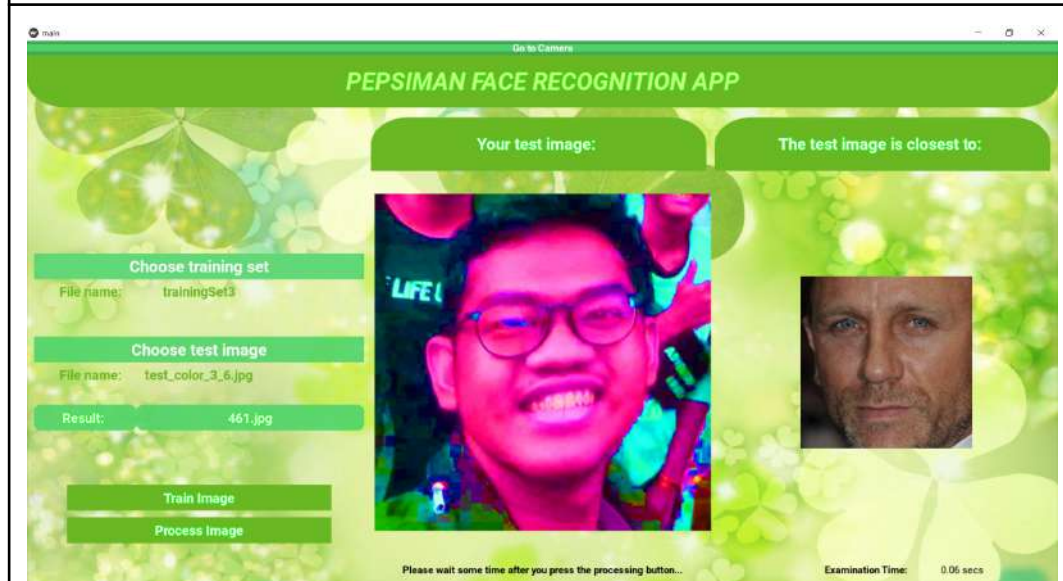 main
Go to Camera
PEPSIMAN FACE RECOGNITION APP
Your test image:
The test image is closest to:
LIFE
Choose training set
File name: trainingSet3
Choose test image
File name: test_color_3_6.jpg
Result: 461.jpg
Train Image
Process Image
Please wait some time after you press the processing button...
Examination Time: 0.06 secs